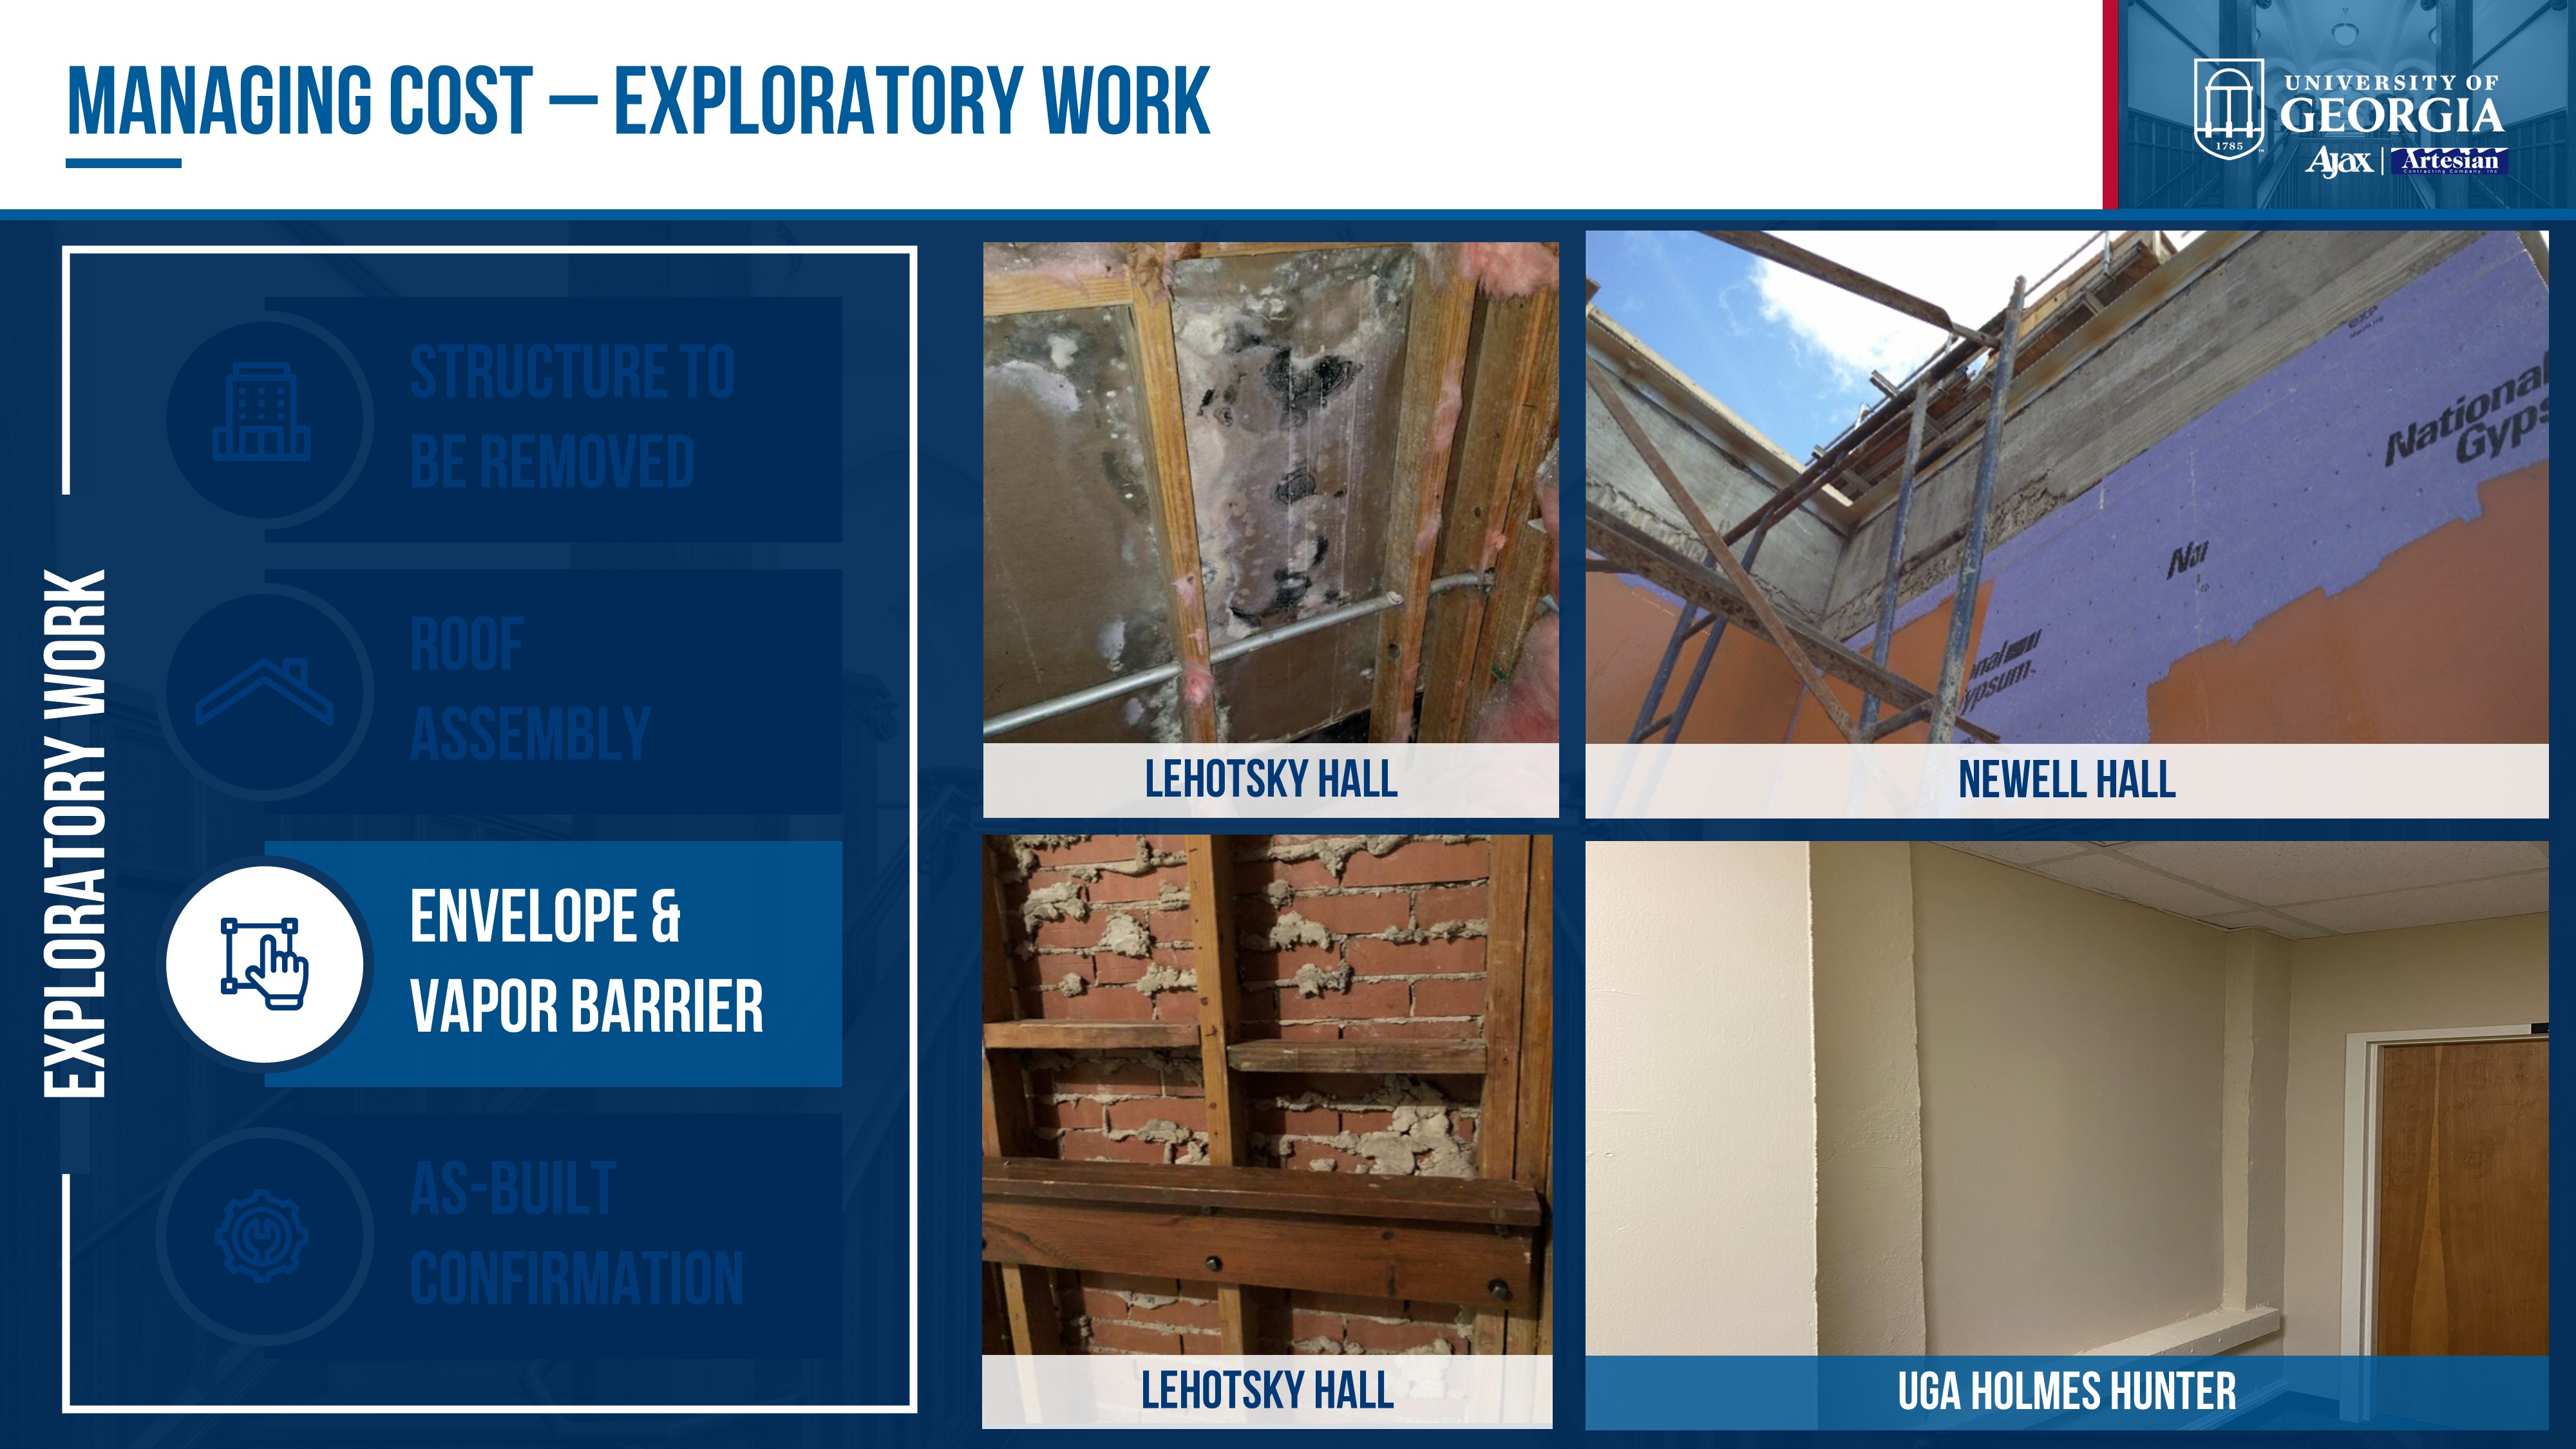 MANAGING COST – EXPLORATORY WORK
UNIVERSITY OF
GEORGIA
1785
Ajax | Artesian
Contracting Company, Inc
EXPLORATORY WORK
STRUCTURE TO
BE REMOVED
ROOF
ASSEMBLY
ENVELOPE &
VAPOR BARRIER
AS-BUILT
CONFIRMATION
exp
National
Gyps
Na
onal
ypsum
LEHOTSKY HALL
NEWELL HALL
LEHOTSKY HALL
UGA HOLMES HUNTER